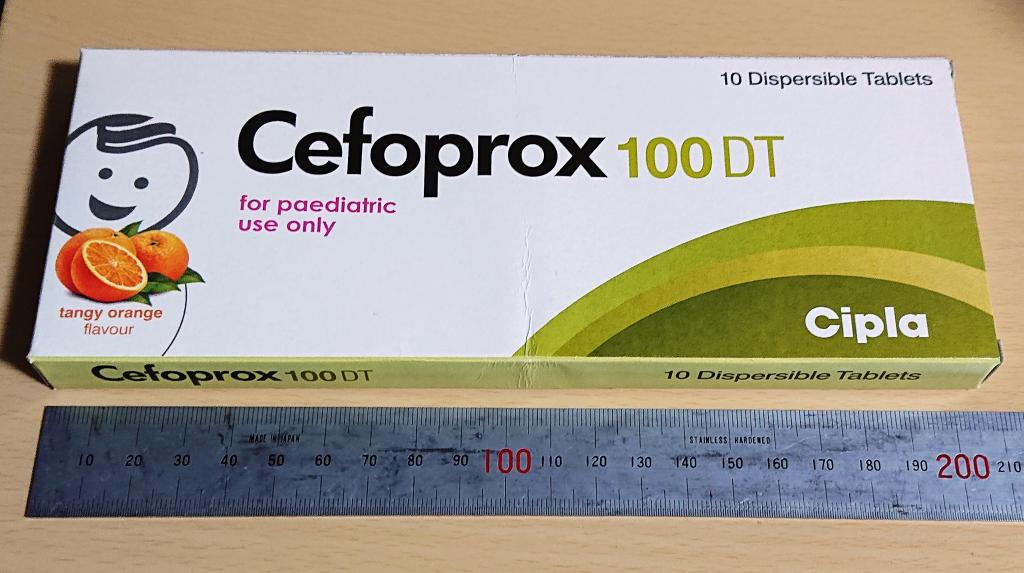 10 Dispersible Tablets
Cefoprox 100 DT
for paediatric
use only
tangy orange
flavour
Cipla
Cefoprox 100 DT
10 Dispersible Tablets
MADE IN JAPAN
STAINLESS HARDENED
10 20 30 40 50 60 70 80 90 100 110 120 130 140 150 160 170 180 190 200 210